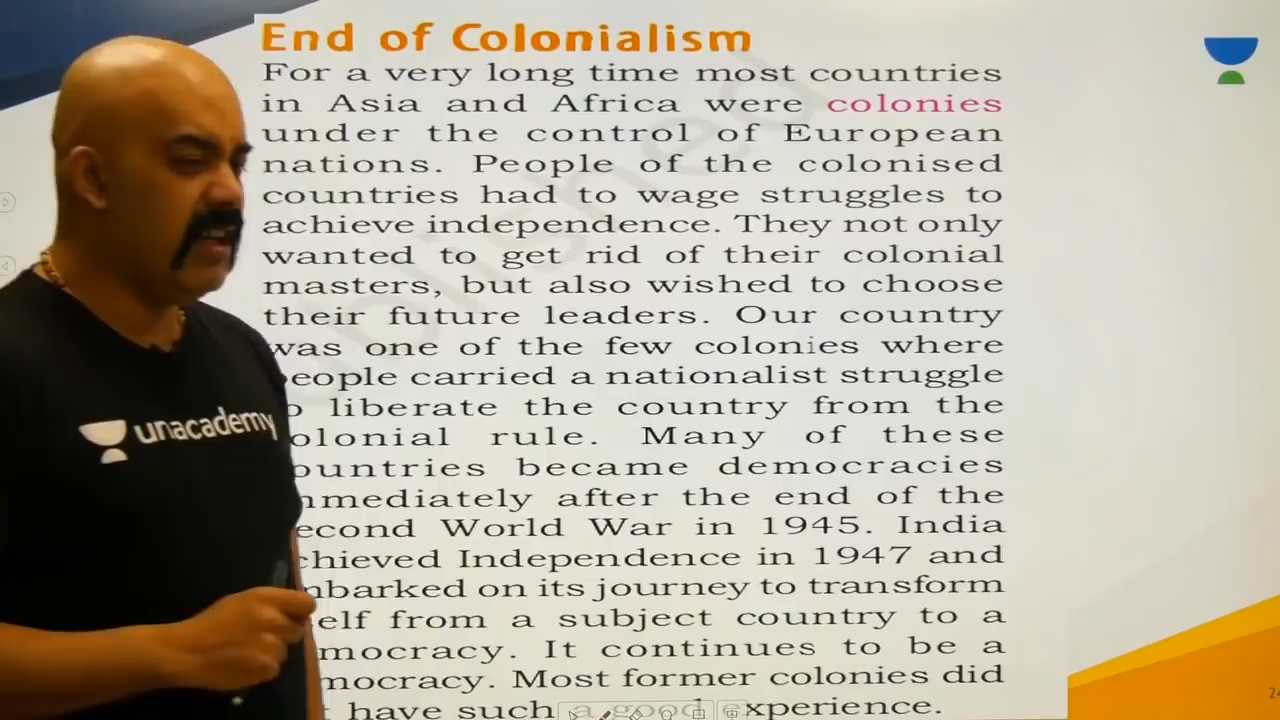 End of Colonialism
For a very long time most countries
in Asia and Africa were colonies
under the control of European
nations. People of the colonised
countries had to wage struggles to
achieve independence. They not only
wanted to get rid of their colonial
masters, but also wished to choose
their future leaders. Our country
was one of the few colonies where
eople carried a nationalist struggle
o liberate the country from the
olonial rule. Many of these
ountries became democracies
mmediately after the end of the
econd World War in 1945. India
chieved Independence in 1947 and
mbarked on its journey to transform
elf from a subject country to a
mocracy. It continues to be a
mocracy. Most former colonies did
t have such a good experience.
unacademy
24